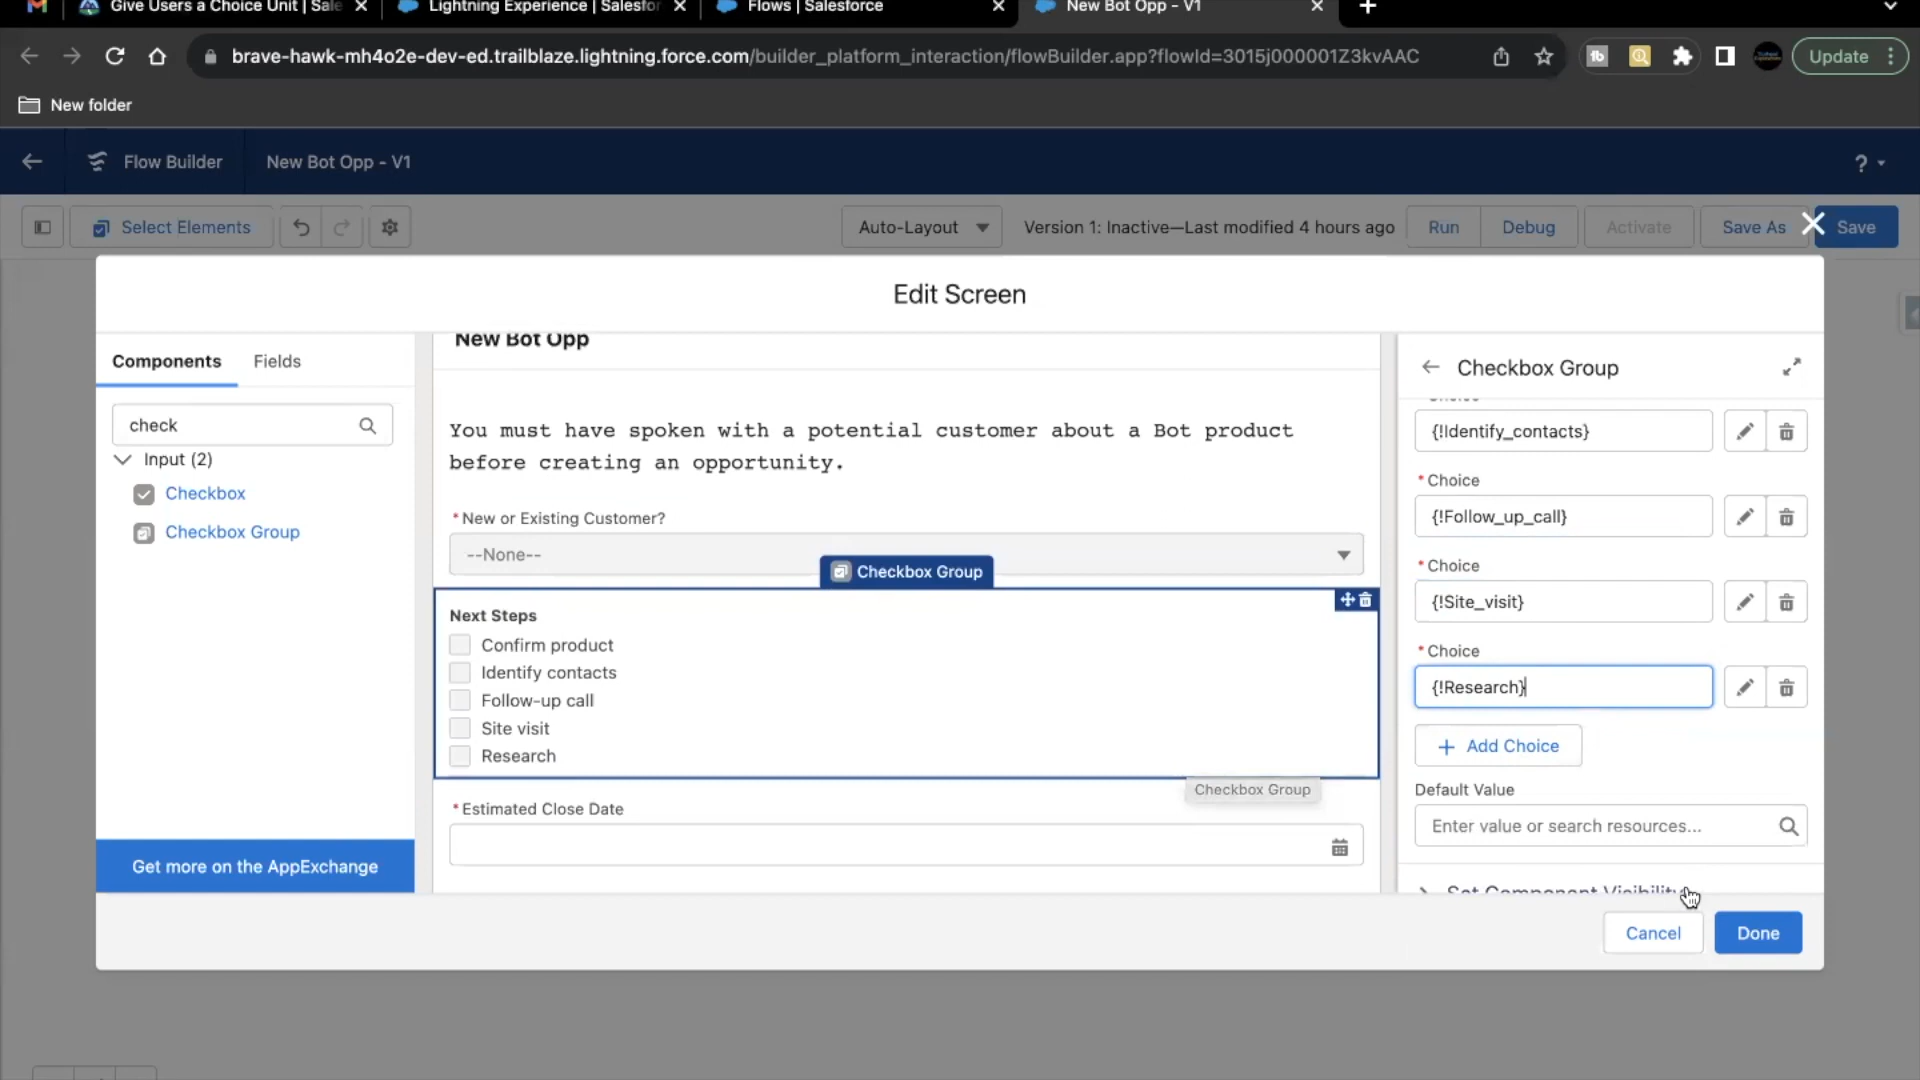 Give Users a Choice Unit | Sale
Lightning Experience | Salesfor
Flows | Salesforce
New Bot Opp - V1
brave-hawk-mh4o2e-dev-ed.trailblaze.lightning.force.com/builder_platform_interaction/flowBuilder.app?flowId=3015j000001Z3kvAAC
Update
New folder
Flow Builder
New Bot Opp - V1
?
Select Elements
Auto-Layout
Version 1: Inactive—Last modified 4 hours ago
Run
Debug
Activate
Save As
Save
Edit Screen
Components
Fields
check
Input (2)
Checkbox
Checkbox Group
Get more on the AppExchange
New Bot Opp
You must have spoken with a potential customer about a Bot product
before creating an opportunity.
*New or Existing Customer?
--None--
Checkbox Group
Next Steps
Confirm product
Identify contacts
Follow-up call
Site visit
Research
Checkbox Group
*Estimated Close Date
Checkbox Group
{!Identify_contacts}
*Choice
{!Follow_up_call}
*Choice
{!Site_visit}
*Choice
{!Research}
+ Add Choice
Default Value
Enter value or search resources...
Set Component Visibility
Cancel
Done